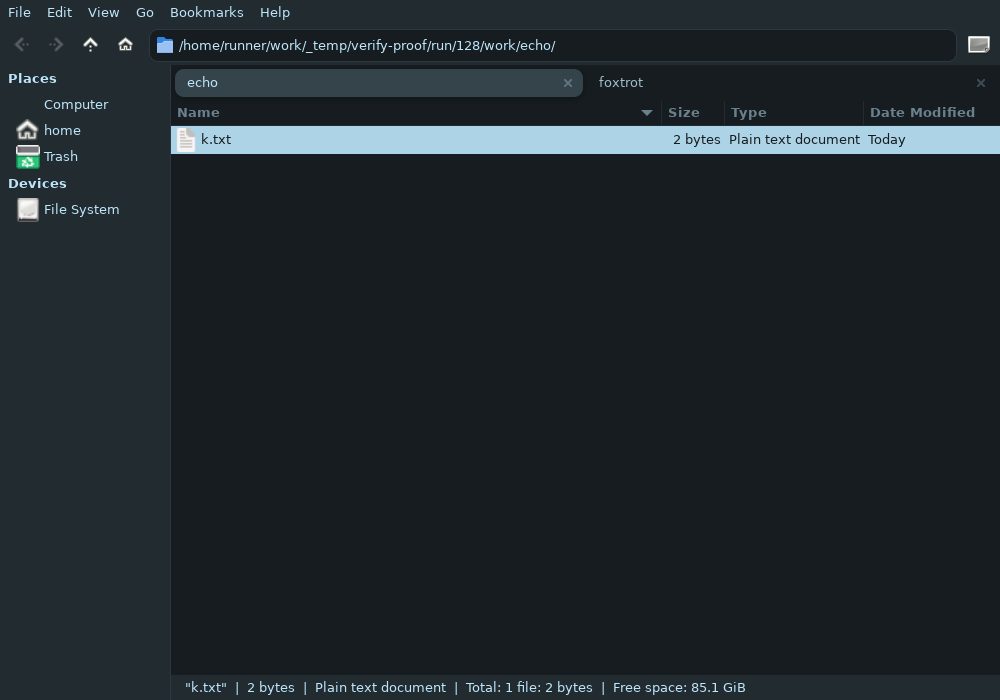 File Edit View Go Bookmarks Help
/home/runner/work/_temp/verify-proof/run/128/work/echo/
Places
Computer
home
Trash
Devices
File System
echo foxtrot
Name Size Type Date Modified
k.txt 2 bytes Plain text document Today
"k.txt" | 2 bytes | Plain text document | Total: 1 file: 2 bytes | Free space: 85.1 GiB